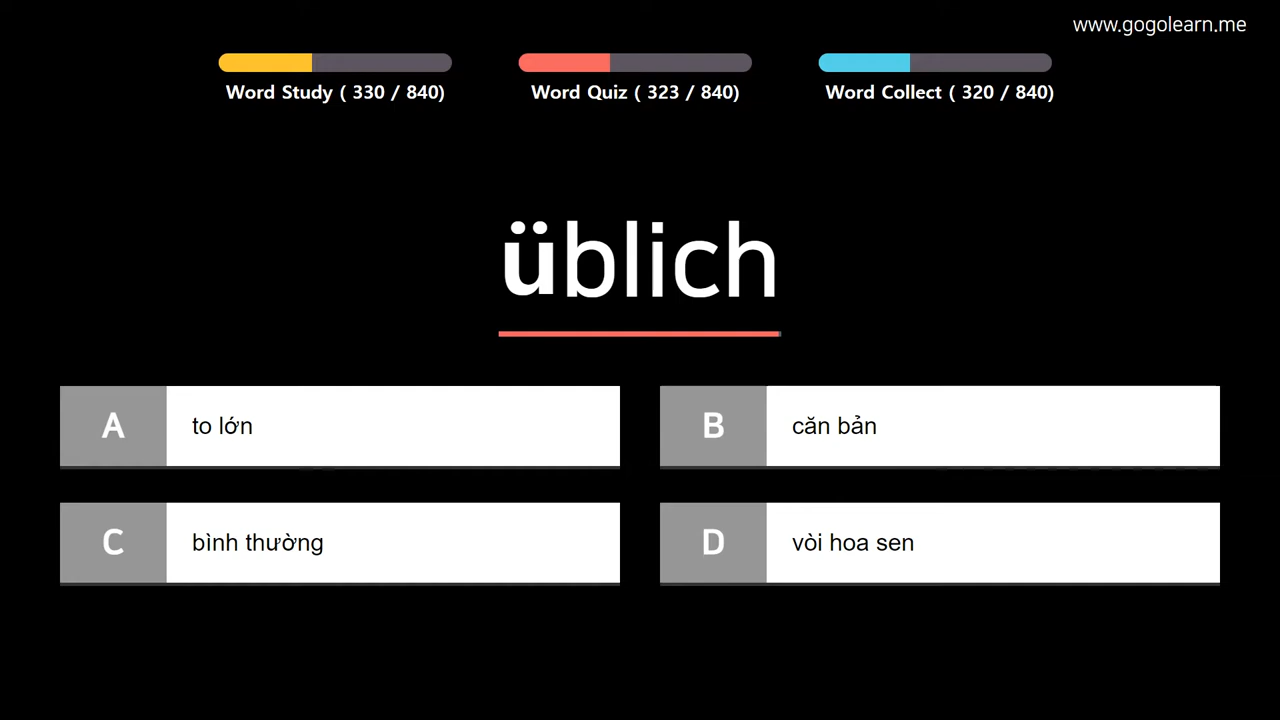 www.gogolearn.me
Word Study ( 330 / 840)
Word Quiz ( 323 / 840)
Word Collect ( 320 / 840)
üblich
A to lớn
B căn bản
C bình thường
D vòi hoa sen